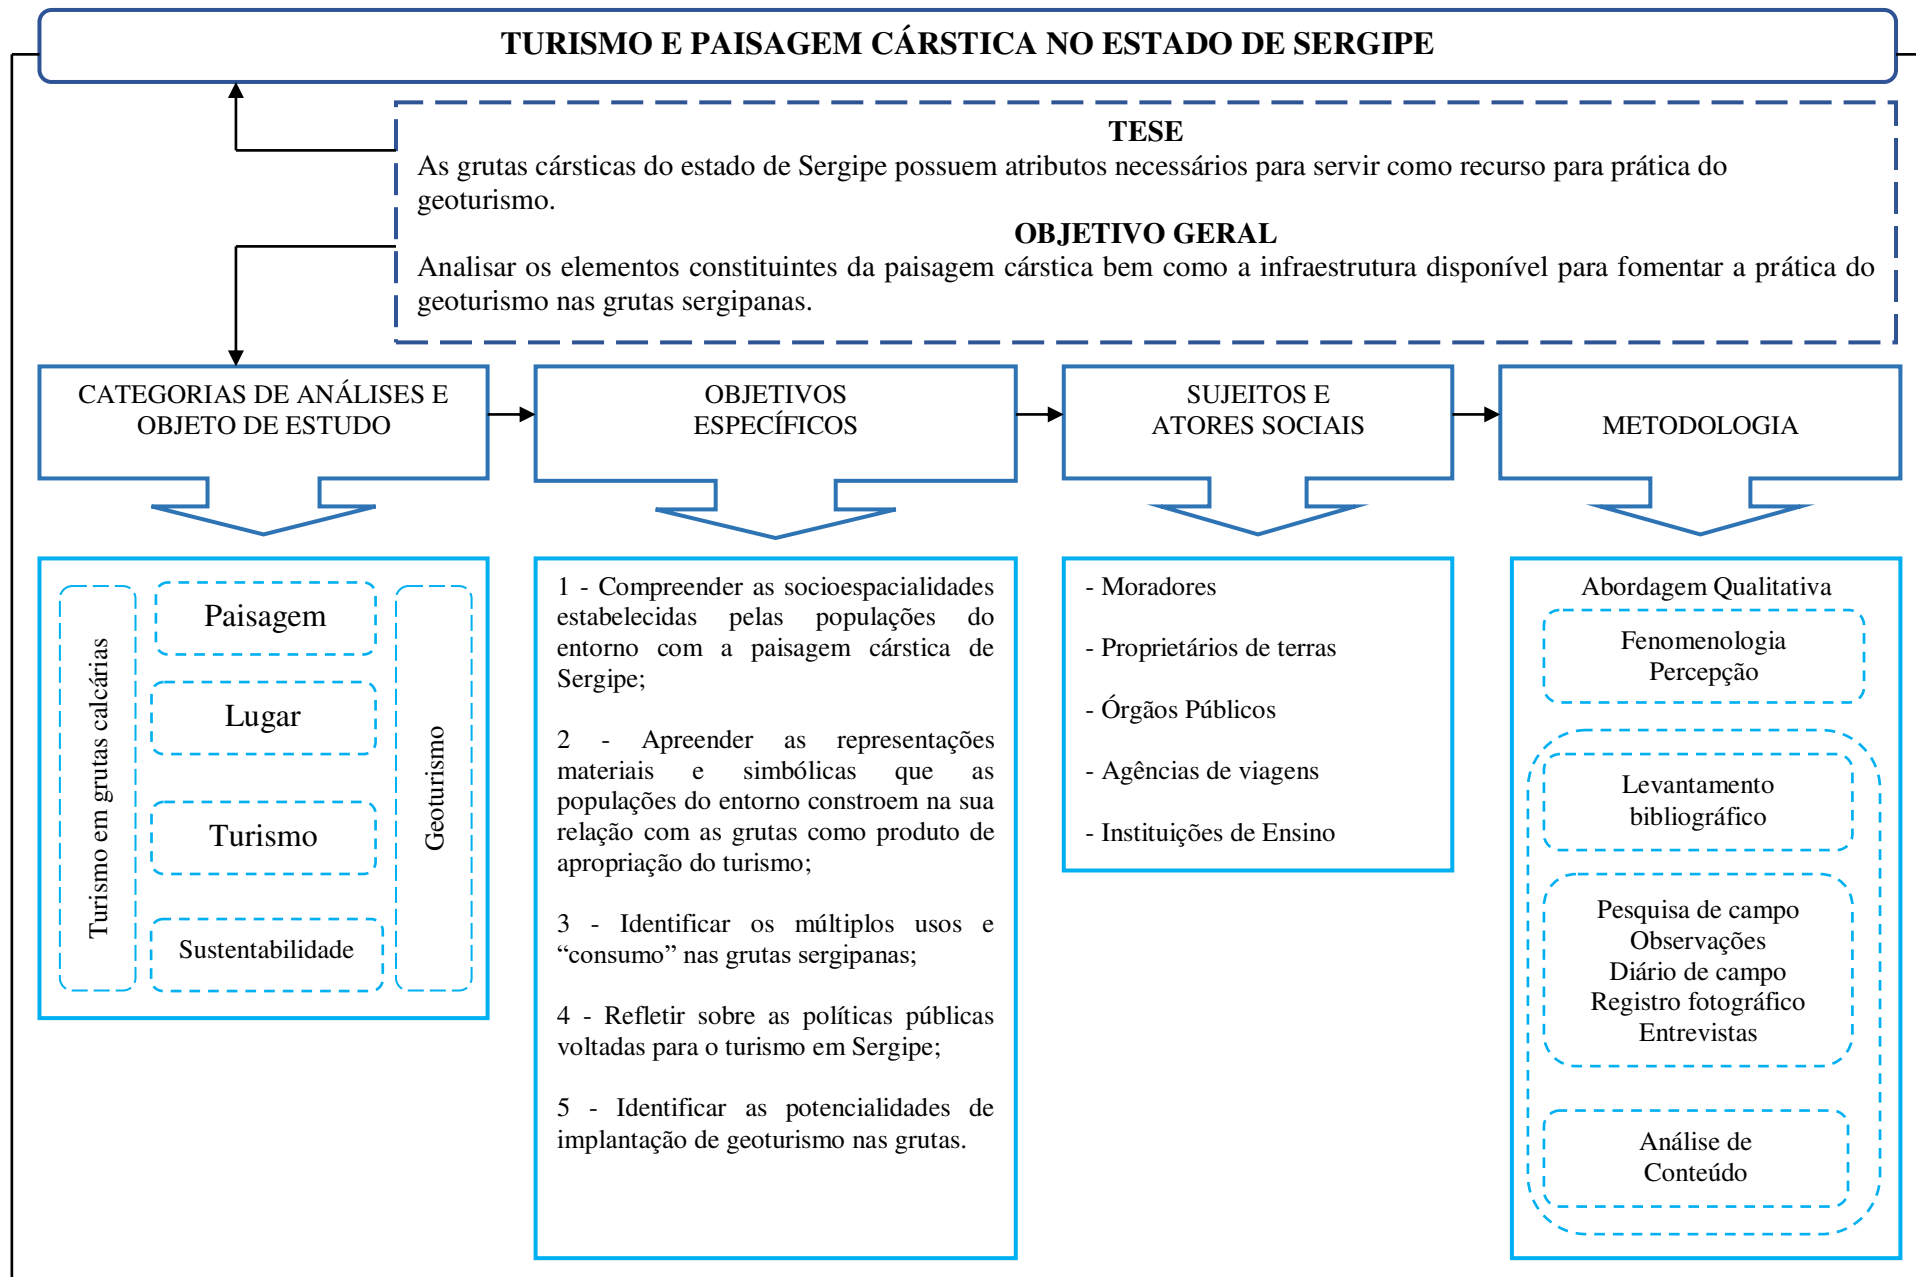 TURISMO E PAISAGEM CÁRSTICA NO ESTADO DE SERGIPE
TESE
As grutas cársticas do estado de Sergipe possuem atributos necessários para servir como recurso para prática do
geoturismo.
OBJETIVO GERAL
Analisar os elementos constituintes da paisagem cárstica bem como a infraestrutura disponível para fomentar a prática do
geoturismo nas grutas sergipanas.
CATEGORIAS DE ANÁLISES E
OBJETO DE ESTUDO
OBJETIVOS
ESPECÍFICOS
SUJEITOS E
ATORES SOCIAIS
METODOLOGIA
Turismo em grutas calcárias
Paisagem
Lugar
Turismo
Sustentabilidade
Geoturismo
1 - Compreender as socioespacialidades
estabelecidas pelas populações do
entorno com a paisagem cárstica de
Sergipe;
2 - Apreender as representações
materiais e simbólicas que as
populações do entorno constroem na sua
relação com as grutas como produto de
apropriação do turismo;
3 - Identificar os múltiplos usos e
“consumo” nas grutas sergipanas;
4 - Refletir sobre as políticas públicas
voltadas para o turismo em Sergipe;
5 - Identificar as potencialidades de
implantação de geoturismo nas grutas.
- Moradores
- Proprietários de terras
- Órgãos Públicos
- Agências de viagens
- Instituições de Ensino
Abordagem Qualitativa
Fenomenologia
Percepção
Levantamento
bibliográfico
Pesquisa de campo
Observações
Diário de campo
Registro fotográfico
Entrevistas
Análise de
Conteúdo